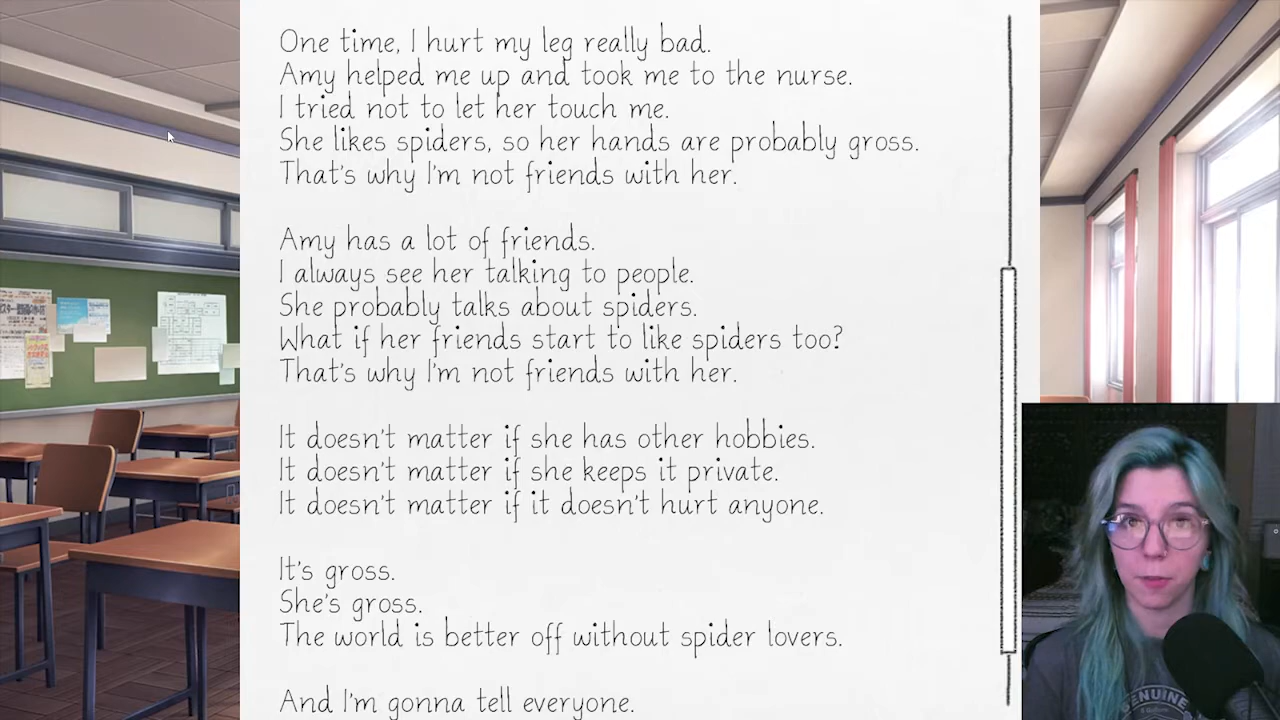 One time, I hurt my leg really bad.
Amy helped me up and took me to the nurse.
I tried not to let her touch me.
She likes spiders, so her hands are probably gross.
That's why I'm not friends with her.
Amy has a lot of friends.
I always see her talking to people.
She probably talks about spiders.
What if her friends start to like spiders too?
That's why I'm not friends with her.
It doesn't matter if she has other hobbies.
It doesn't matter if she keeps it private.
It doesn't matter if it doesn't hurt anyone.
It's gross.
She's gross.
The world is better off without spider lovers.
And I'm gonna tell everyone.
GENUINE